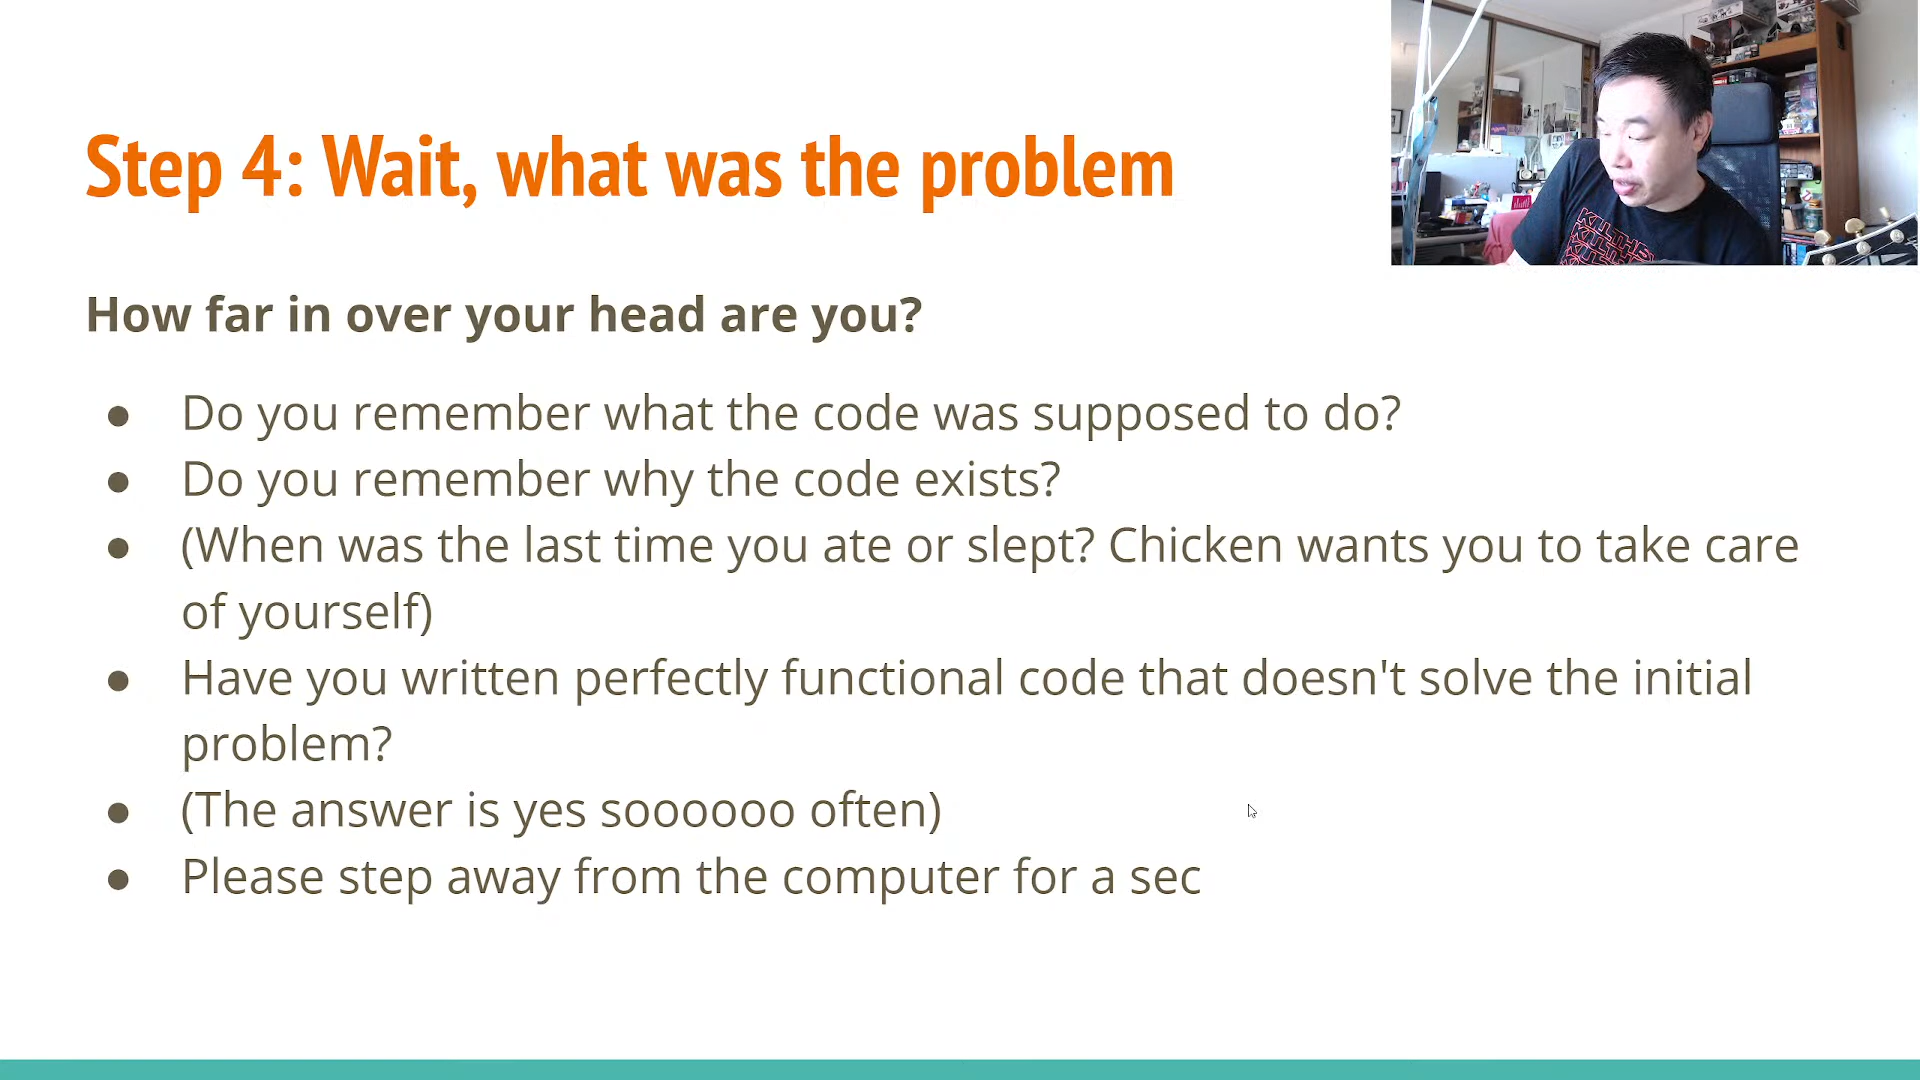 Step 4: Wait, what was the problem
How far in over your head are you?
● Do you remember what the code was supposed to do?
● Do you remember why the code exists?
● (When was the last time you ate or slept? Chicken wants you to take care
of yourself)
● Have you written perfectly functional code that doesn't solve the initial
problem?
● (The answer is yes soooooo often)
● Please step away from the computer for a sec